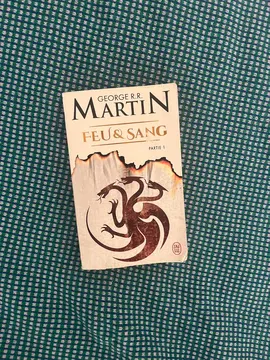 GEORGE R.R.
MARTIN
FEU & SANG
PARTIE 1